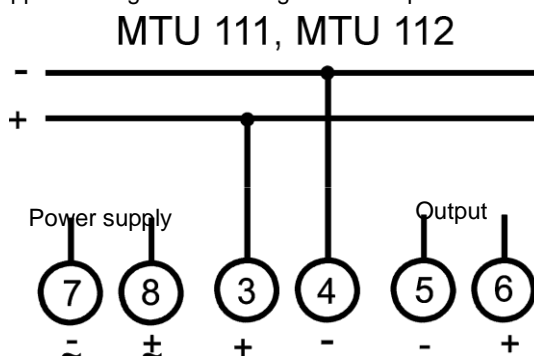 MTU 111, MTU 112
-
+
Power supply
Output
7 8 3 4 5 6
- + + - - +
~ ~